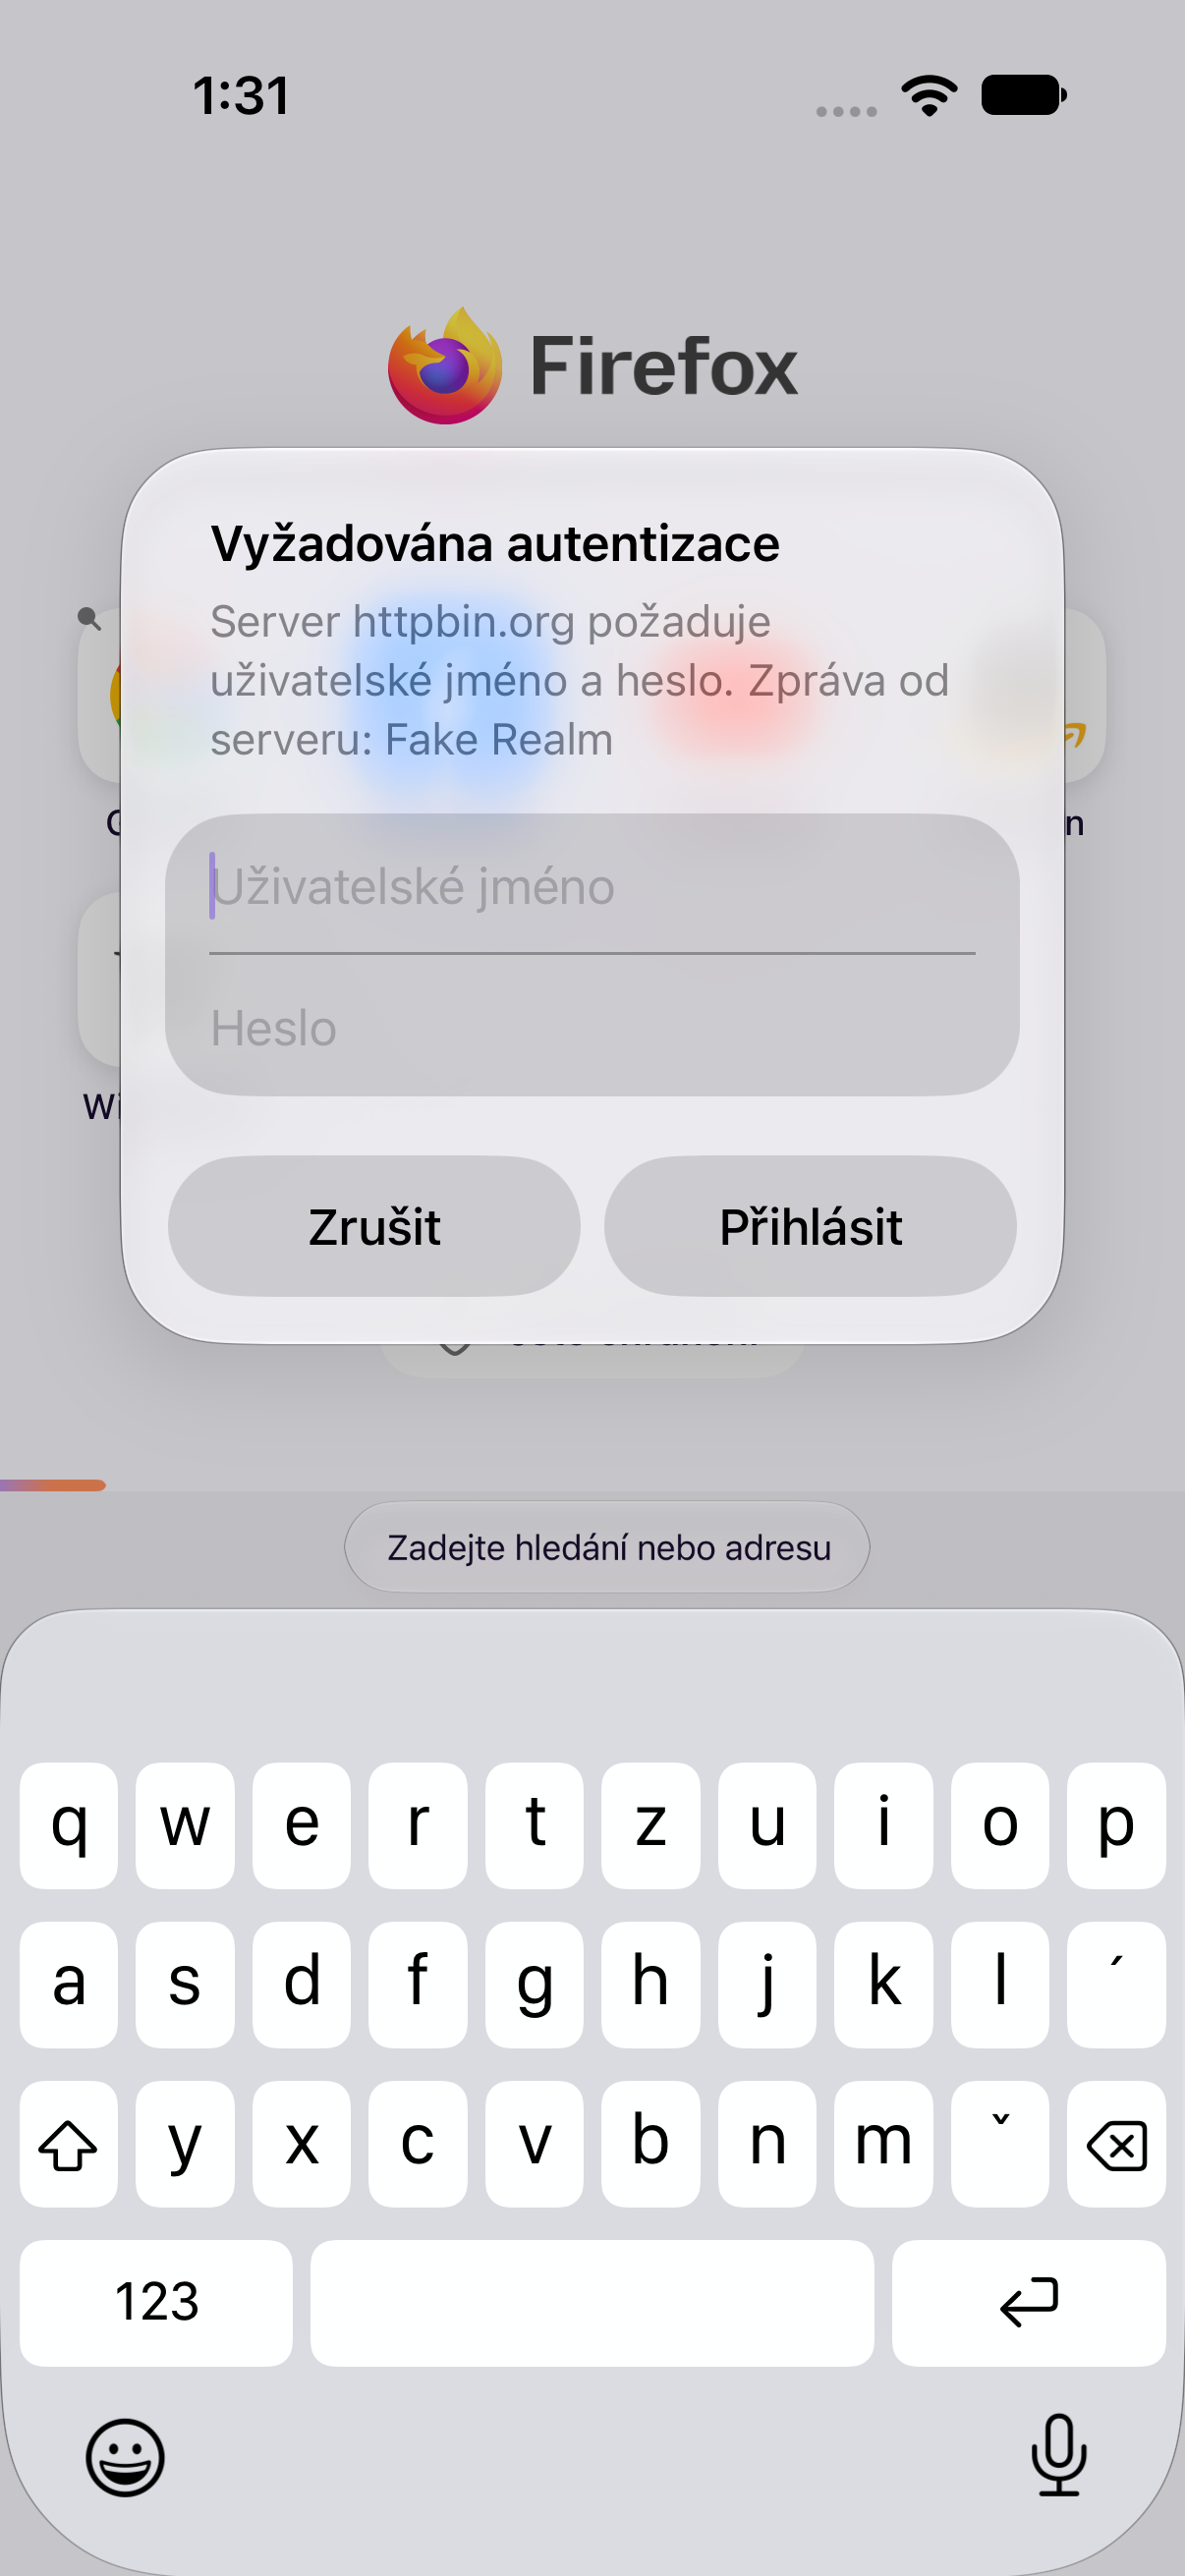 1:31
Firefox
Vyžadována autentizace
Server httpbin.org požaduje
uživatelské jméno a heslo. Zpráva od
serveru: Fake Realm
Uživatelské jméno
Heslo
Zrušit
Přihlásit
Zadejte hledání nebo adresu
q w e r t z u i o p
a s d f g h j k l ´
y x c v b n m ˇ
123